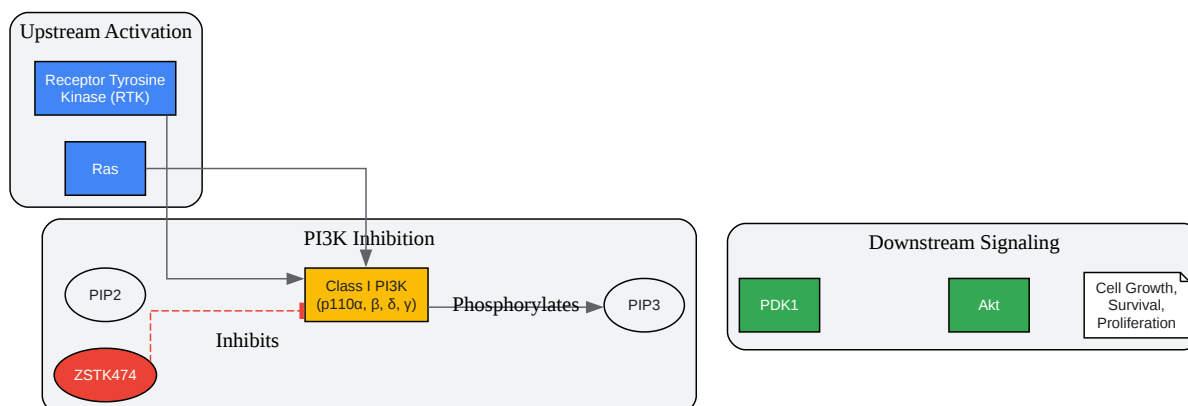 Upstream Activation
Receptor Tyrosine
Kinase (RTK)
Ras
PI3K Inhibition
PIP2
Class I PI3K
(p110α, β, δ, γ)
Phosphorylates
PIP3
Inhibits
ZSTK474
Downstream Signaling
PDK1
Akt
Cell Growth,
Survival,
Proliferation